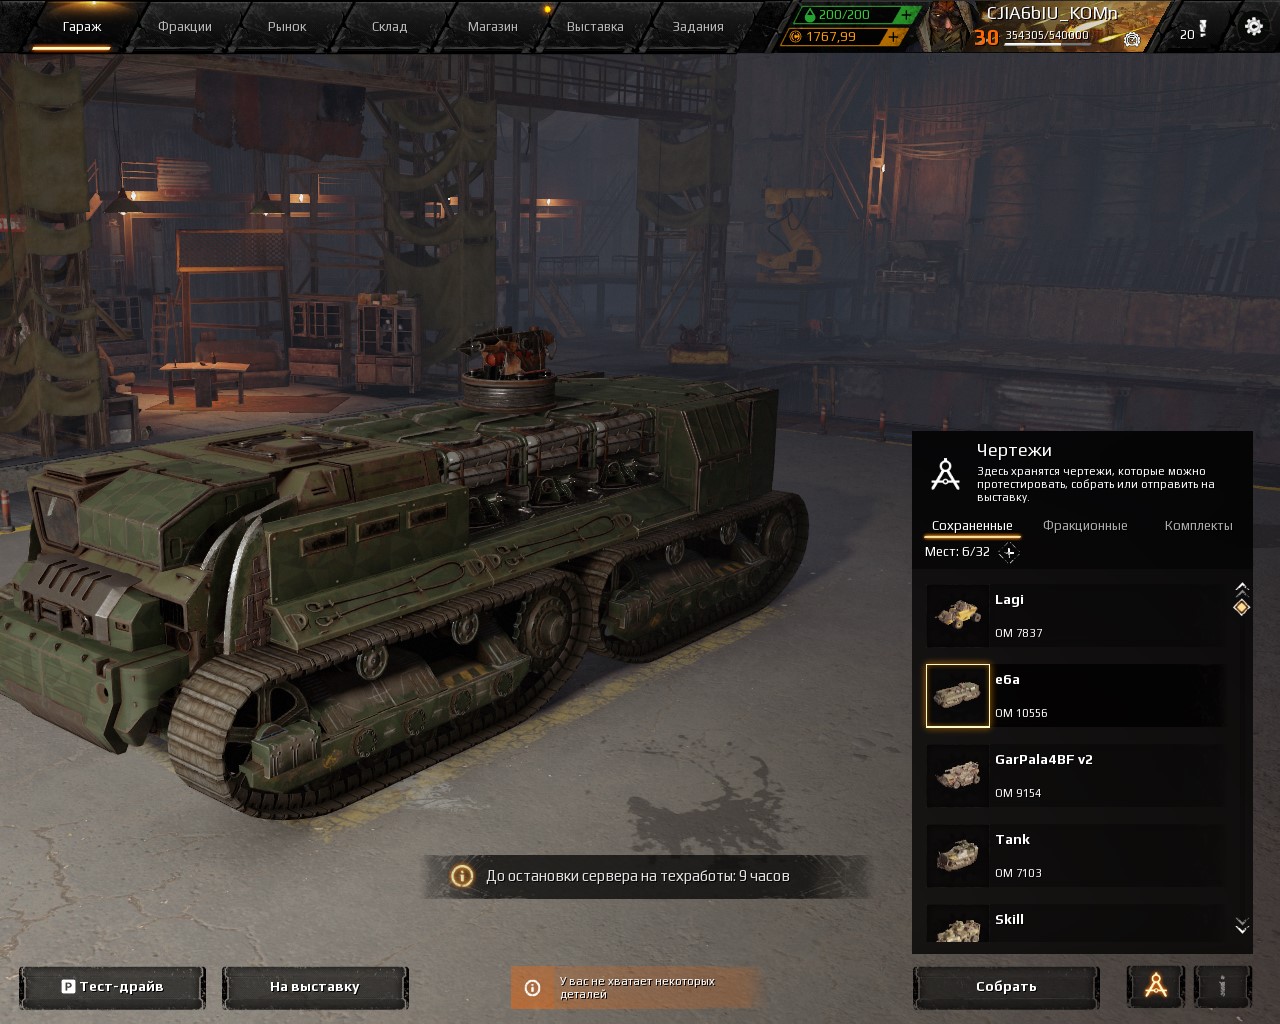 Гараж
Фракции
Рынок
Склад
Магазин
Выставка
Задания
200/200
1767,99
30
CJIA6bIU_KOMn
354305/540000
20
Чертежи
Здесь хранятся чертежи, которые можно
протестировать, собрать или отправить на
выставку.
Сохраненные
Фракционные
Комплекты
Мест: 6/32
Lagi
ОМ 7837
e6a
ОМ 10556
GarPala4BF v2
ОМ 9154
Tank
ОМ 7103
Skill
До остановки сервера на техработы: 9 часов
P Тест-драйв
На выставку
У вас не хватает некоторых
деталей
Собрать